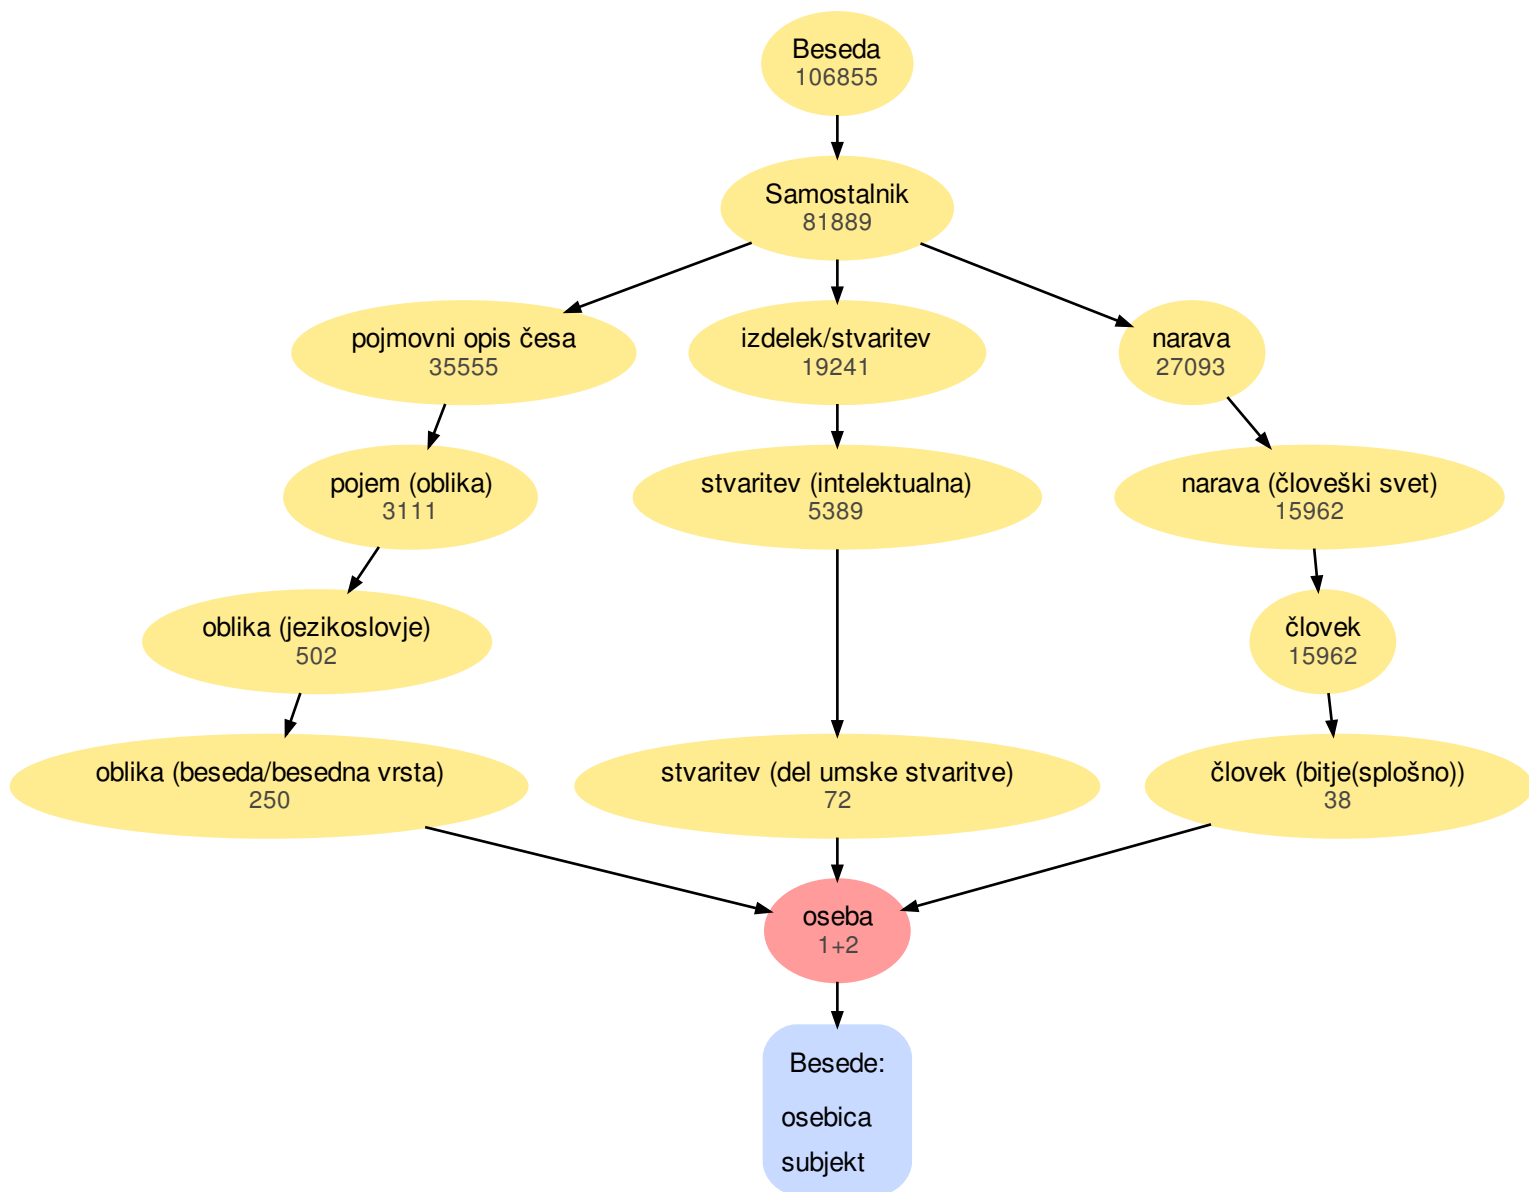 Beseda
106855
Samostalnik
81889
pojmovni opis česa
35555
izdelek/stvaritev
19241
narava
27093
pojem (oblika)
3111
stvaritev (intelektualna)
5389
narava (človeški svet)
15962
oblika (jezikoslovje)
502
človek
15962
oblika (beseda/besedna vrsta)
250
stvaritev (del umske stvaritve)
72
človek (bitje(splošno))
38
oseba
1+2
Besede:
osebica
subjekt